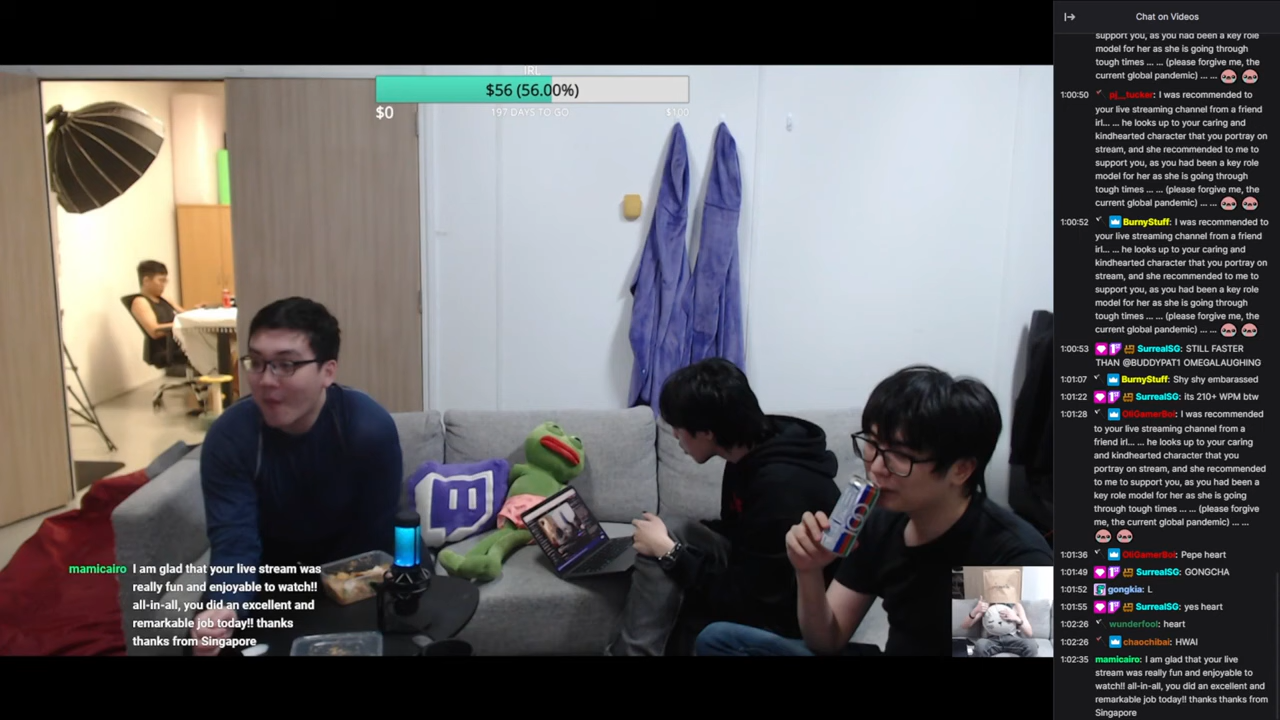 IRL
$56 (56.00%)
$0
197 DAYS TO GO
$100
mamicairo I am glad that your live stream was
really fun and enjoyable to watch!!
all-in-all, you did an excellent and
remarkable job today!! thanks
thanks from Singapore
Chat on Videos
support you, as you had been a key role
model for her as she is going through
tough times ... ... (please forgive me, the
current global pandemic) ... ...
1:00:50 pj__tucker: I was recommended to
your live streaming channel from a friend
irl... ... he looks up to your caring and
kindhearted character that you portray on
stream, and she recommended to me to
support you, as you had been a key role
model for her as she is going through
tough times ... ... (please forgive me, the
current global pandemic) ... ...
1:00:52 BurnyStuff: I was recommended to
your live streaming channel from a friend
irl... ... he looks up to your caring and
kindhearted character that you portray on
stream, and she recommended to me to
support you, as you had been a key role
model for her as she is going through
tough times ... ... (please forgive me, the
current global pandemic) ... ...
1:00:53 SurrealSG: STILL FASTER
THAN @BUDDYPAT1 OMEGALAUGHING
1:01:07 BurnyStuff: Shy shy embarassed
1:01:22 SurrealSG: its 210+ WPM btw
1:01:28 OliGamerBoi: I was recommended
to your live streaming channel from a
friend irl... ... he looks up to your caring
and kindhearted character that you
portray on stream, and she recommended
to me to support you, as you had been a
key role model for her as she is going
through tough times ... ... (please forgive
me, the current global pandemic) ... ...
1:01:36 OliGamerBoi: Pepe heart
1:01:49 SurrealSG: GONGCHA
1:01:52 gongkia: L
1:01:55 SurrealSG: yes heart
1:02:26 wunderfool: heart
1:02:26 chaochibai: HWAI
1:02:35 mamicairo: I am glad that your live
stream was really fun and enjoyable to
watch!! all-in-all, you did an excellent and
remarkable job today!! thanks thanks from
Singapore